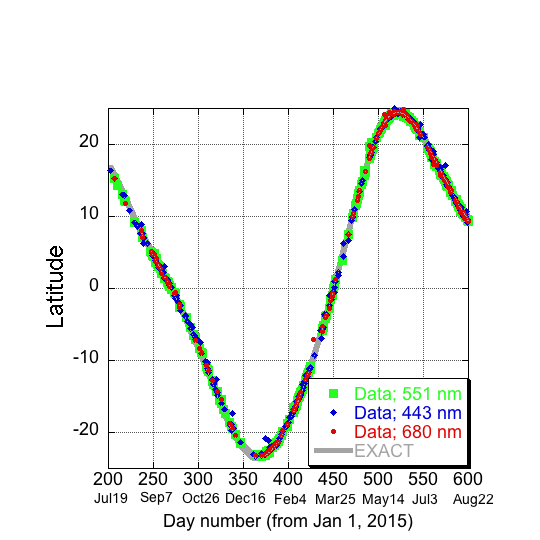 20
10
0
-10
-20
Latitude
Data; 551 nm
Data; 443 nm
Data; 680 nm
EXACT
200 250 300 350 400 450 500 550 600
Jul19 Sep7 Oct26 Dec16 Feb4 Mar25 May14 Jul3 Aug22
Day number (from Jan 1, 2015)